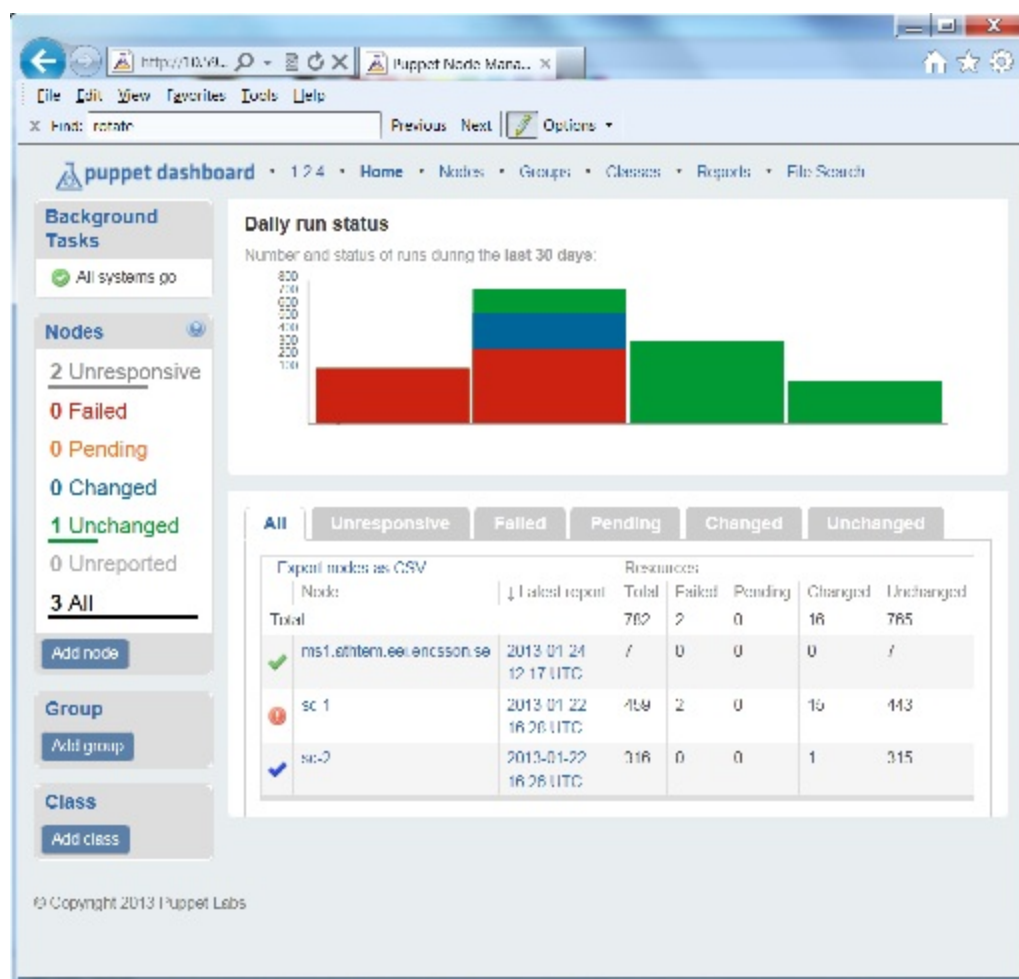 http://10.59...
Puppet Node Mana...
File Edit View Favorites Tools Help
Find: rotate Previous Next Options
puppet dashboard 1.2.4 Home Nodes Groups Classes Reports File Search
Background Tasks
All systems go
Nodes
2 Unresponsive
0 Failed
0 Pending
0 Changed
1 Unchanged
0 Unreported
3 All
Add node
Group
Add group
Class
Add class
Daily run status
Number and status of runs during the last 30 days:
800
700
600
500
400
300
200
100
All Unresponsive Failed Pending Changed Unchanged
Export nodes as CSV Resources
Node ↓ Latest report Total Failed Pending Changed Unchanged
Total 782 2 0 16 765
2013-01-24 12:17 UTC 7 0 0 0 7
sc-1 2013-01-22 16:28 UTC 459 2 0 15 443
sc-2 2013-01-22 16:26 UTC 316 0 0 1 315
© Copyright 2013 Puppet Labs